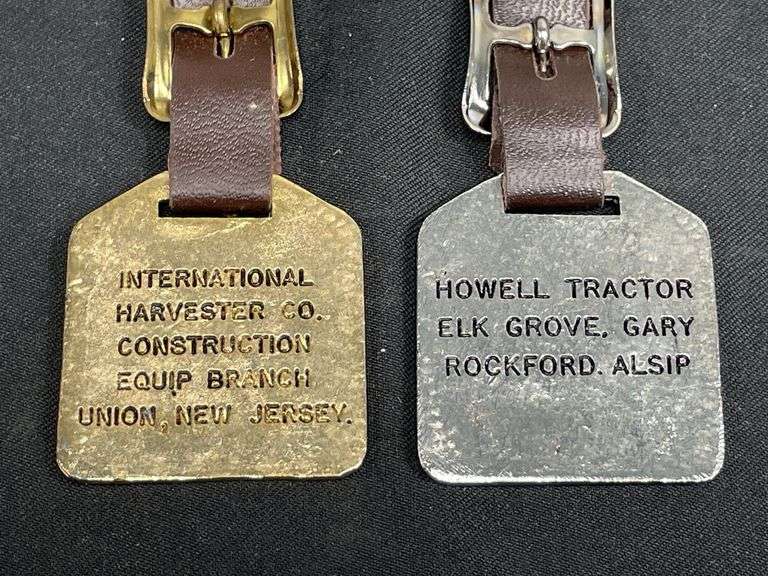 INTERNATIONAL
HARVESTER CO.
CONSTRUCTION
EQUIP BRANCH
UNION, NEW JERSEY.
HOWELL TRACTOR
ELK GROVE, GARY
ROCKFORD. ALSIP